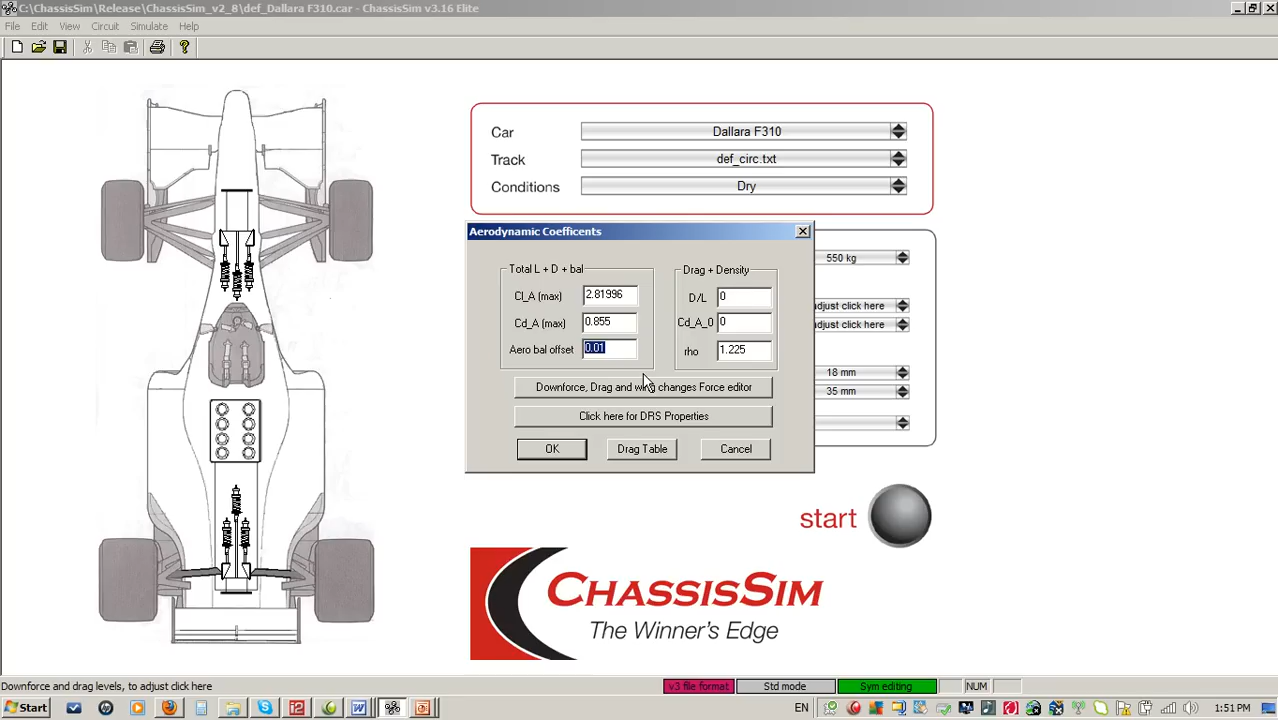 C:\ChassisSim\Release\ChassisSim_v2_8\def_Dallara F310.car - ChassisSim v3.16 Elite
File Edit View Circuit Simulate Help
Car Dallara F310
Track def_circ.txt
Conditions Dry
Aerodynamic Coefficents
550 kg
Total L + D + bal Drag + Density
Cl_A (max) 2.81996 D/L 0
djust click here
Cd_A (max) 0.855 Cd_A_0 0
djust click here
Aero bal offset 0.01 rho 1.225
18 mm
Downforce, Drag and wing changes Force editor
35 mm
Click here for DRS Properties
OK Drag Table Cancel
start
CHASSISSIM
The Winner's Edge
Downforce and drag levels, to adjust click here v3 file format Std mode Sym editing NUM
Start EN 1:51 PM